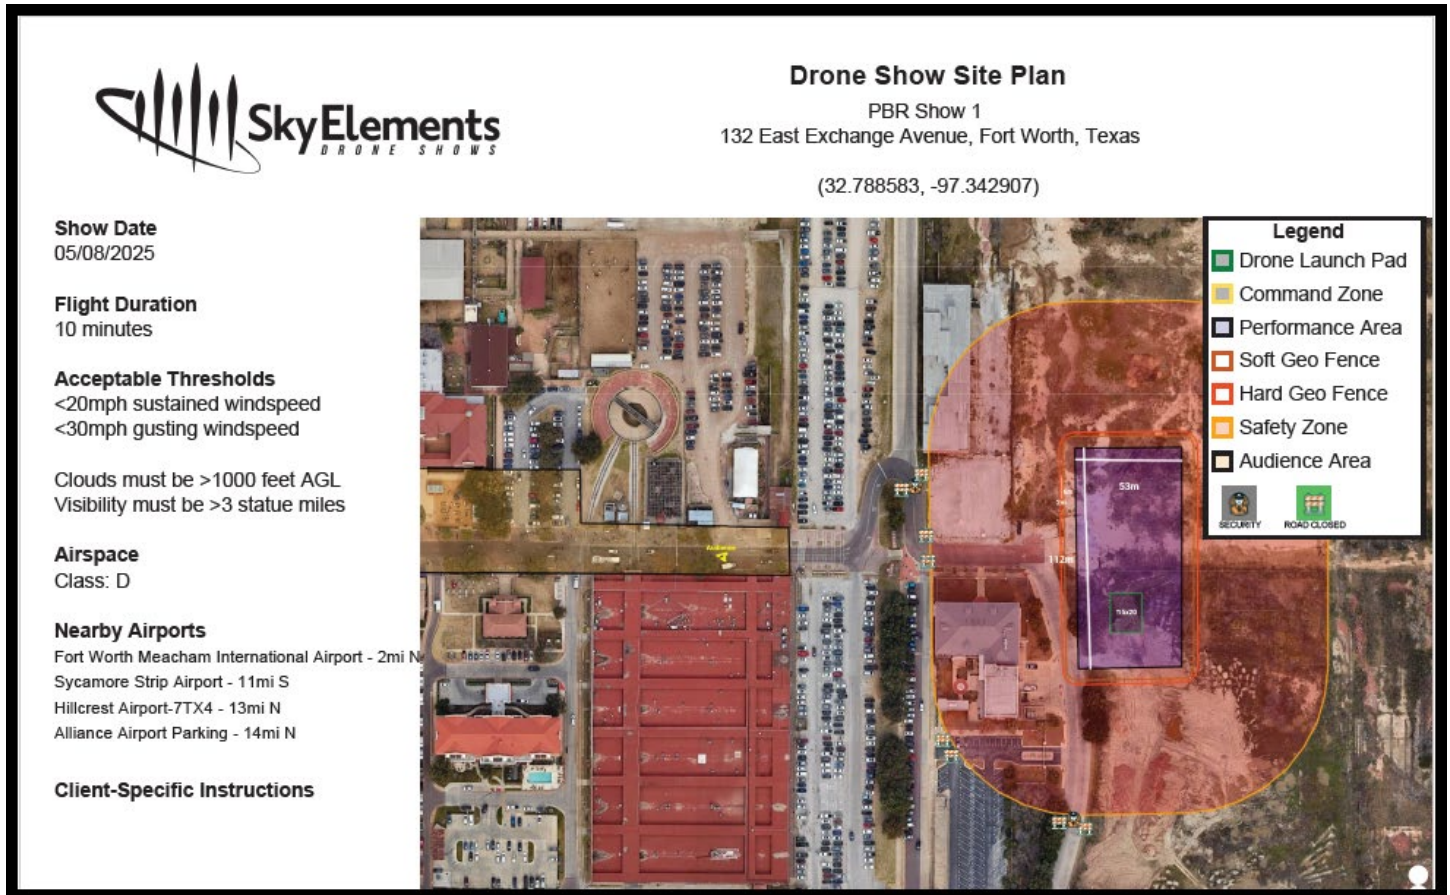 SkyElements
DRONE SHOWS
Drone Show Site Plan
PBR Show 1
132 East Exchange Avenue, Fort Worth, Texas
(32.788583, -97.342907)
Show Date
05/08/2025
Flight Duration
10 minutes
Acceptable Thresholds
<20mph sustained windspeed
<30mph gusting windspeed
Clouds must be >1000 feet AGL
Visibility must be >3 statue miles
Airspace
Class: D
Nearby Airports
Fort Worth Meacham International Airport - 2mi N
Sycamore Strip Airport - 11mi S
Hillcrest Airport-7TX4 - 13mi N
Alliance Airport Parking - 14mi N
Client-Specific Instructions
Audience
53m
112m
15x20
Legend
Drone Launch Pad
Command Zone
Performance Area
Soft Geo Fence
Hard Geo Fence
Safety Zone
Audience Area
SECURITY
ROAD CLOSED